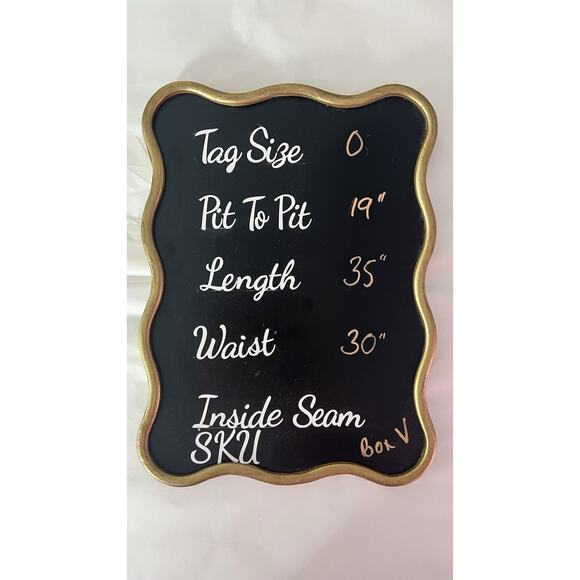 Tag Size 0
Pit To Pit 19"
Length 35"
Waist 30"
Inside Seam
SKU Box V